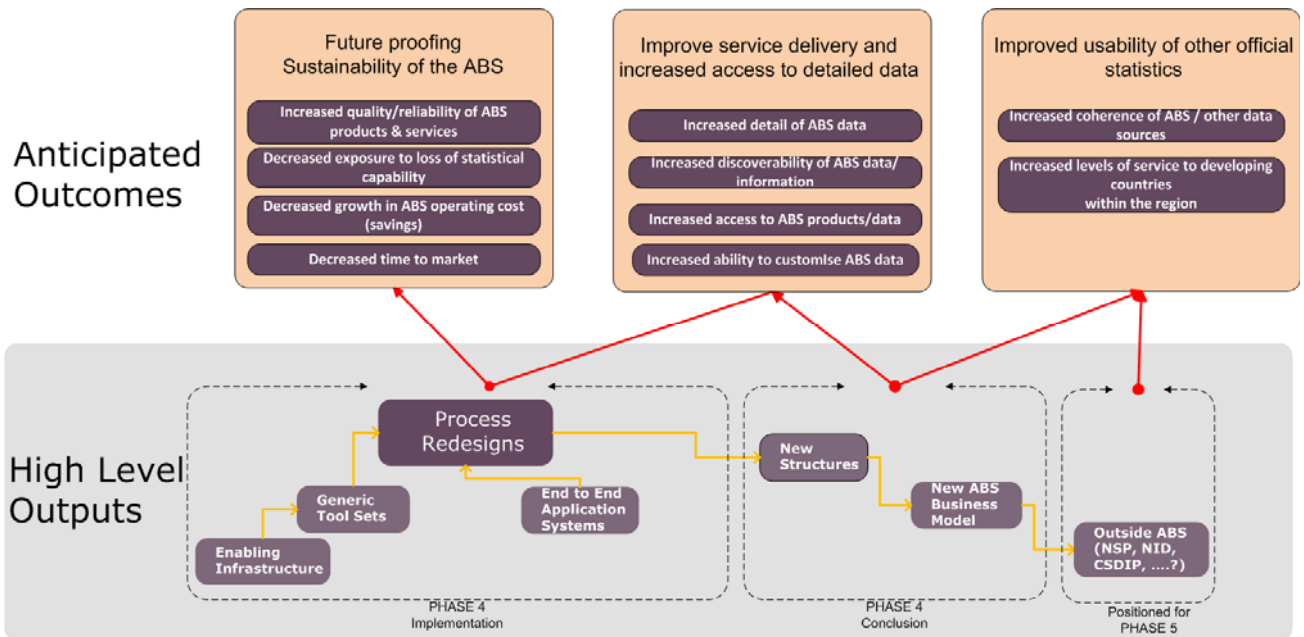 Anticipated
Outcomes
Future proofing
Sustainability of the ABS
Increased quality/reliability of ABS
products & services
Decreased exposure to loss of statistical
capability
Decreased growth in ABS operating cost
(savings)
Decreased time to market
Improve service delivery and
increased access to detailed data
Increased detail of ABS data
Increased discoverability of ABS data/
information
Increased access to ABS products/data
Increased ability to customise ABS data
Improved usability of other official
statistics
Increased coherence of ABS / other data
sources
Increased levels of service to developing
countries
within the region
High Level
Outputs
Process
Redesigns
Generic
Tool Sets
Enabling
Infrastructure
End to End
Application
Systems
PHASE 4
Implementation
New
Structures
New ABS
Business
Model
PHASE 4
Conclusion
Outside ABS
(NSP, NID,
CSDIP, ....?)
Positioned for
PHASE 5